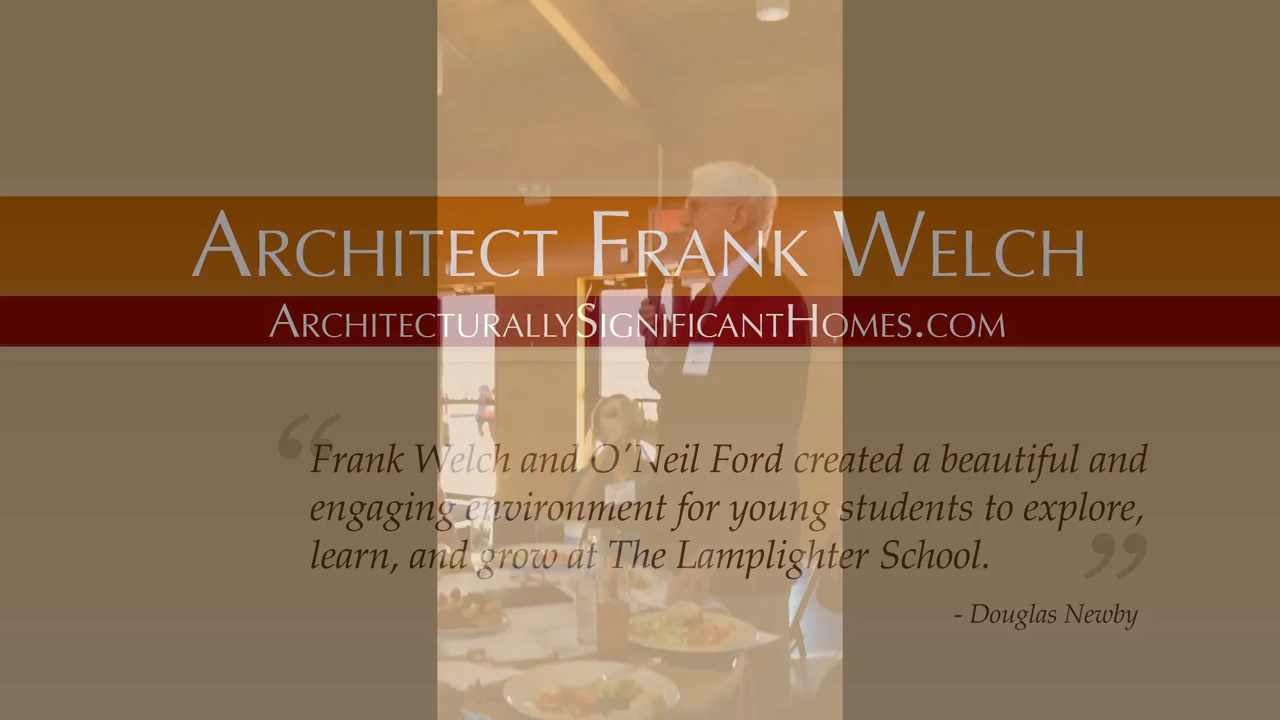 Architect Frank Welch
ArchitecturallySignificantHomes.com
“Frank Welch and O’Neil Ford created a beautiful and
engaging environment for young students to explore,
learn, and grow at The Lamplighter School.”
- Douglas Newby